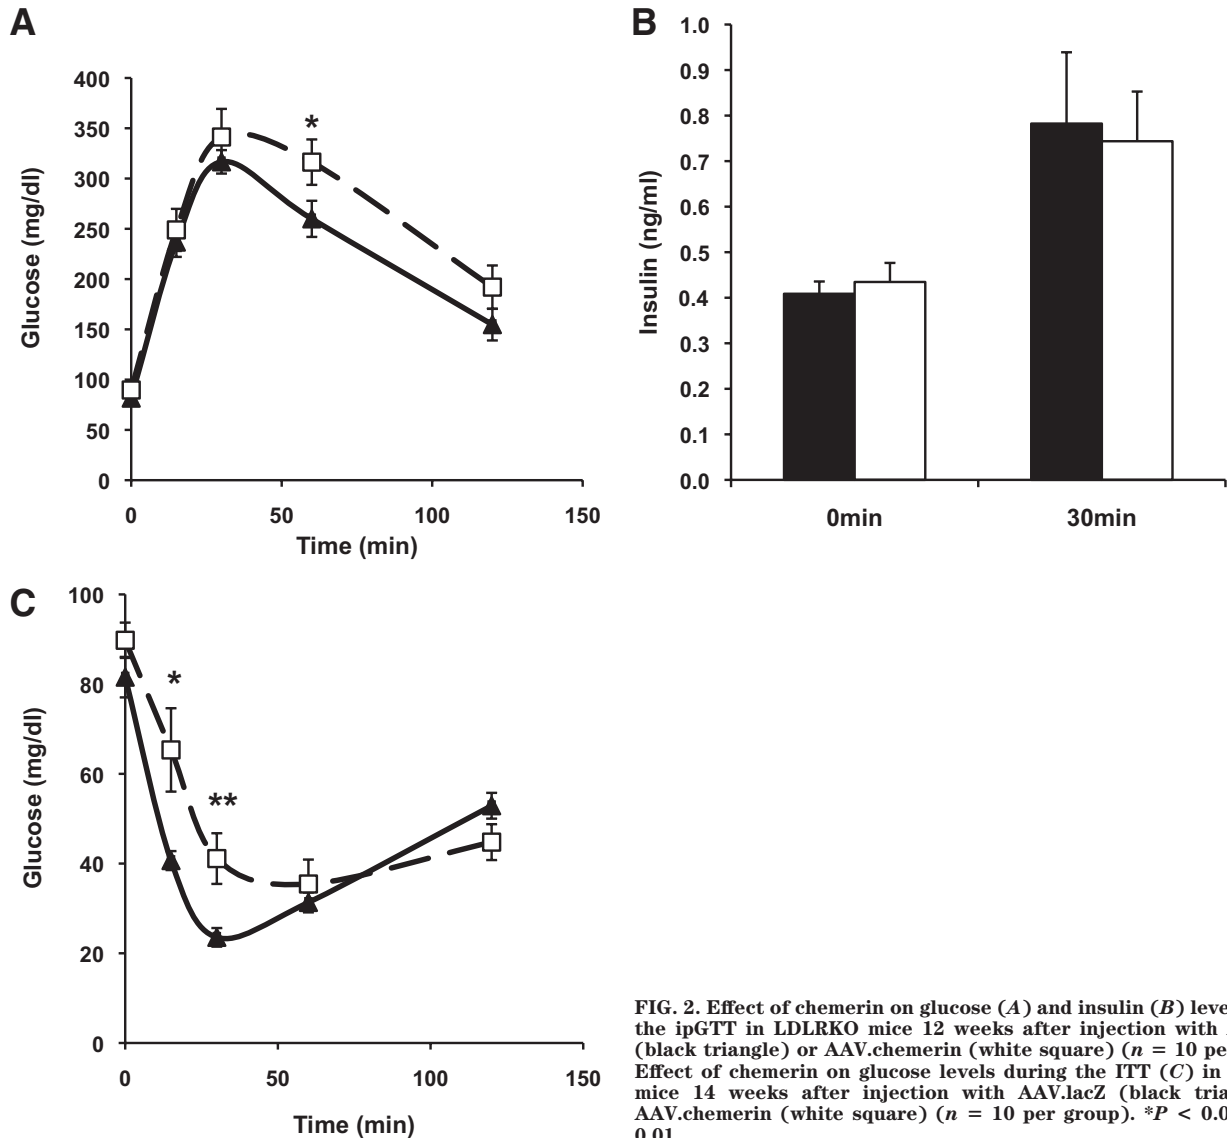 A
400
350
300
250
200
150
100
50
0
Glucose (mg/dl)
*
0 50 100 150
Time (min)
B
1.0
0.9
0.8
0.7
0.6
0.5
0.4
0.3
0.2
0.1
0.0
Insulin (ng/ml)
0min 30min
C
100
80
60
40
20
0
Glucose (mg/dl)
*
**
0 50 100 150
Time (min)
FIG. 2. Effect of chemerin on glucose (A) and insulin (B)
the ipGTT in LDLRKO mice 12 weeks after injection with
(black triangle) or AAV.chemerin (white square) (n = 10
Effect of chemerin on glucose levels during the ITT (C) in
mice 14 weeks after injection with AAV.lacZ (black
AAV.chemerin (white square) (n = 10 per group). *P <
0.01.